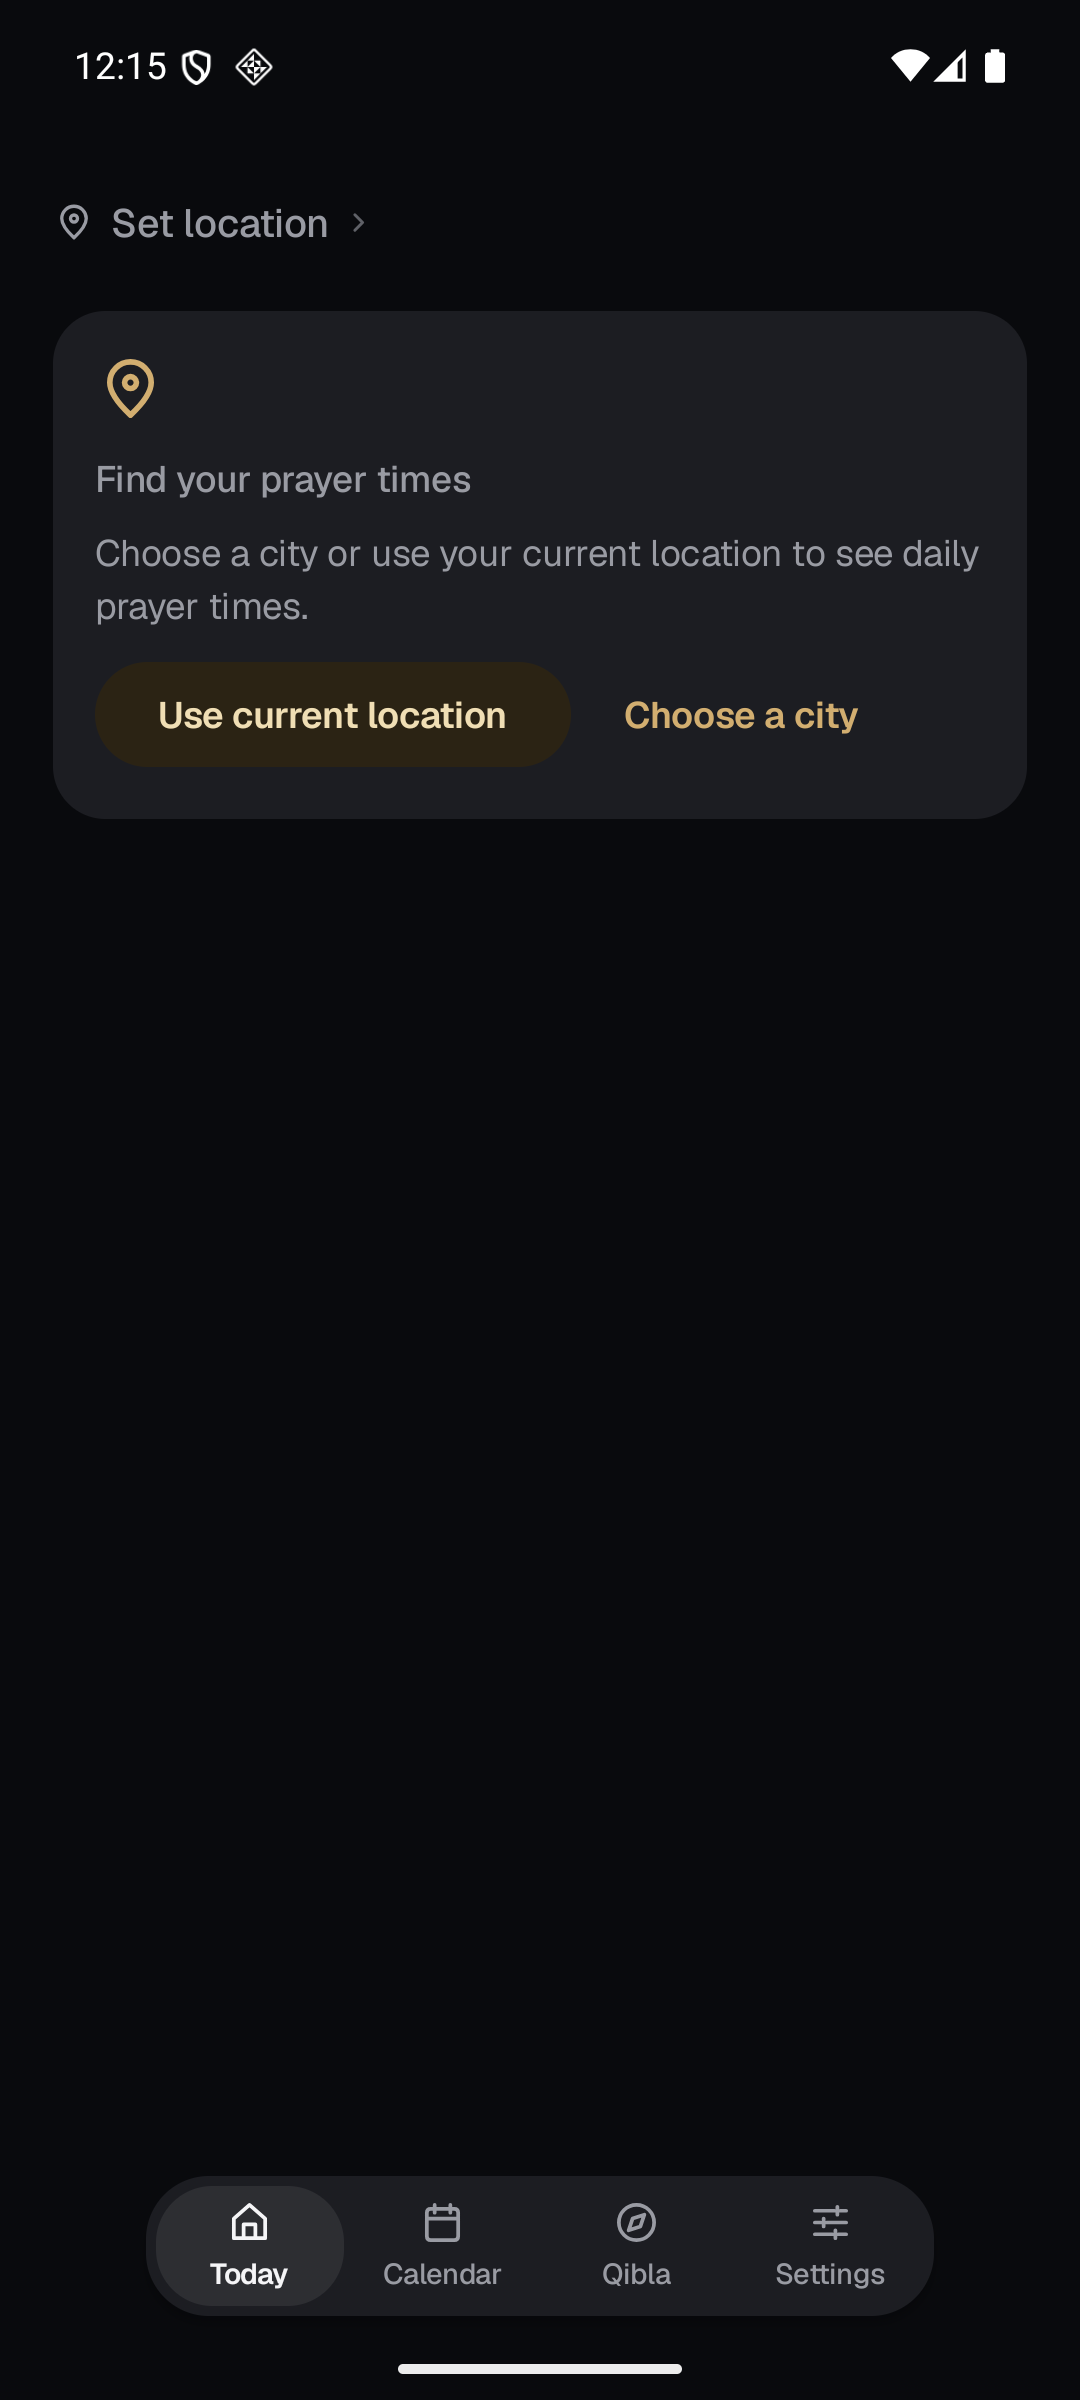 12:15
Set location
Find your prayer times
Choose a city or use your current location to see daily
prayer times.
Use current location
Choose a city
Today
Calendar
Qibla
Settings